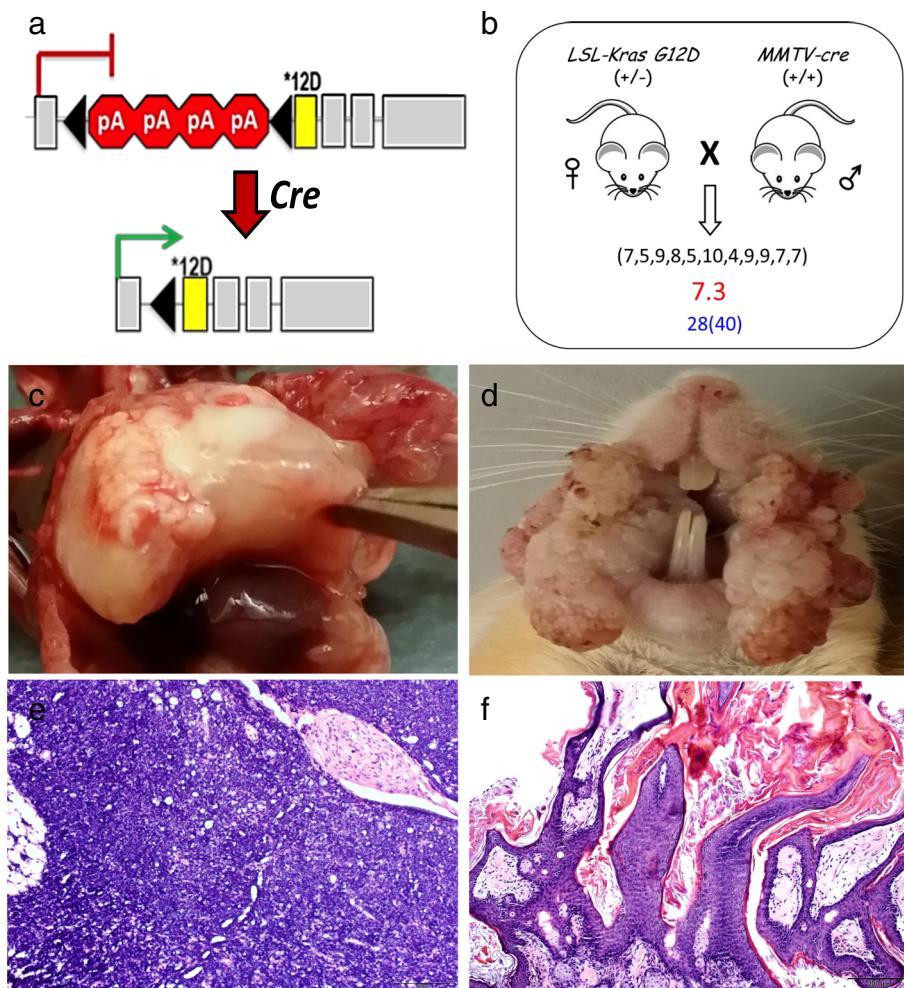 a
*12D
pA pA pA pA
Cre
*12D
b
LSL-Kras G12D
(+/-)
MMTV-cre
(+/+)
♀ X ♂
(7,5,9,8,5,10,4,9,9,7,7)
7.3
28(40)
c
d
e
f